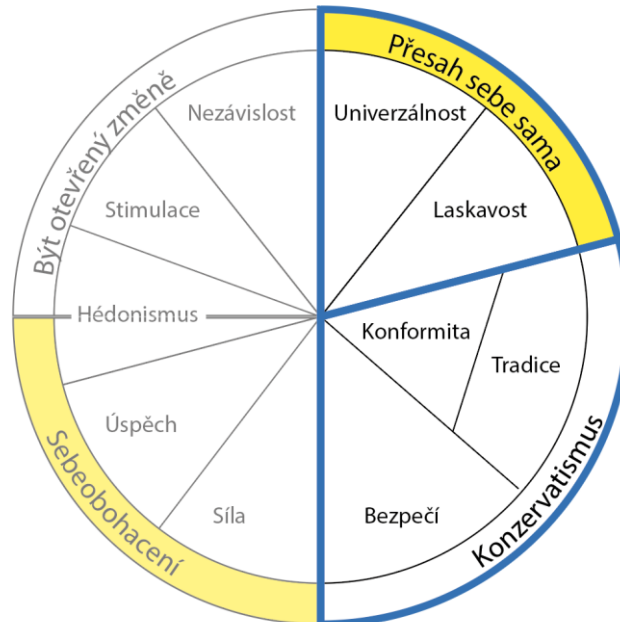 Být otevřený změně
Přesah sebe sama
Nezávislost
Univerzálnost
Stimulace
Laskavost
Hédonismus
Konformita
Tradice
Úspěch
Síla
Bezpečí
Sebeobohacení
Konzervatismus